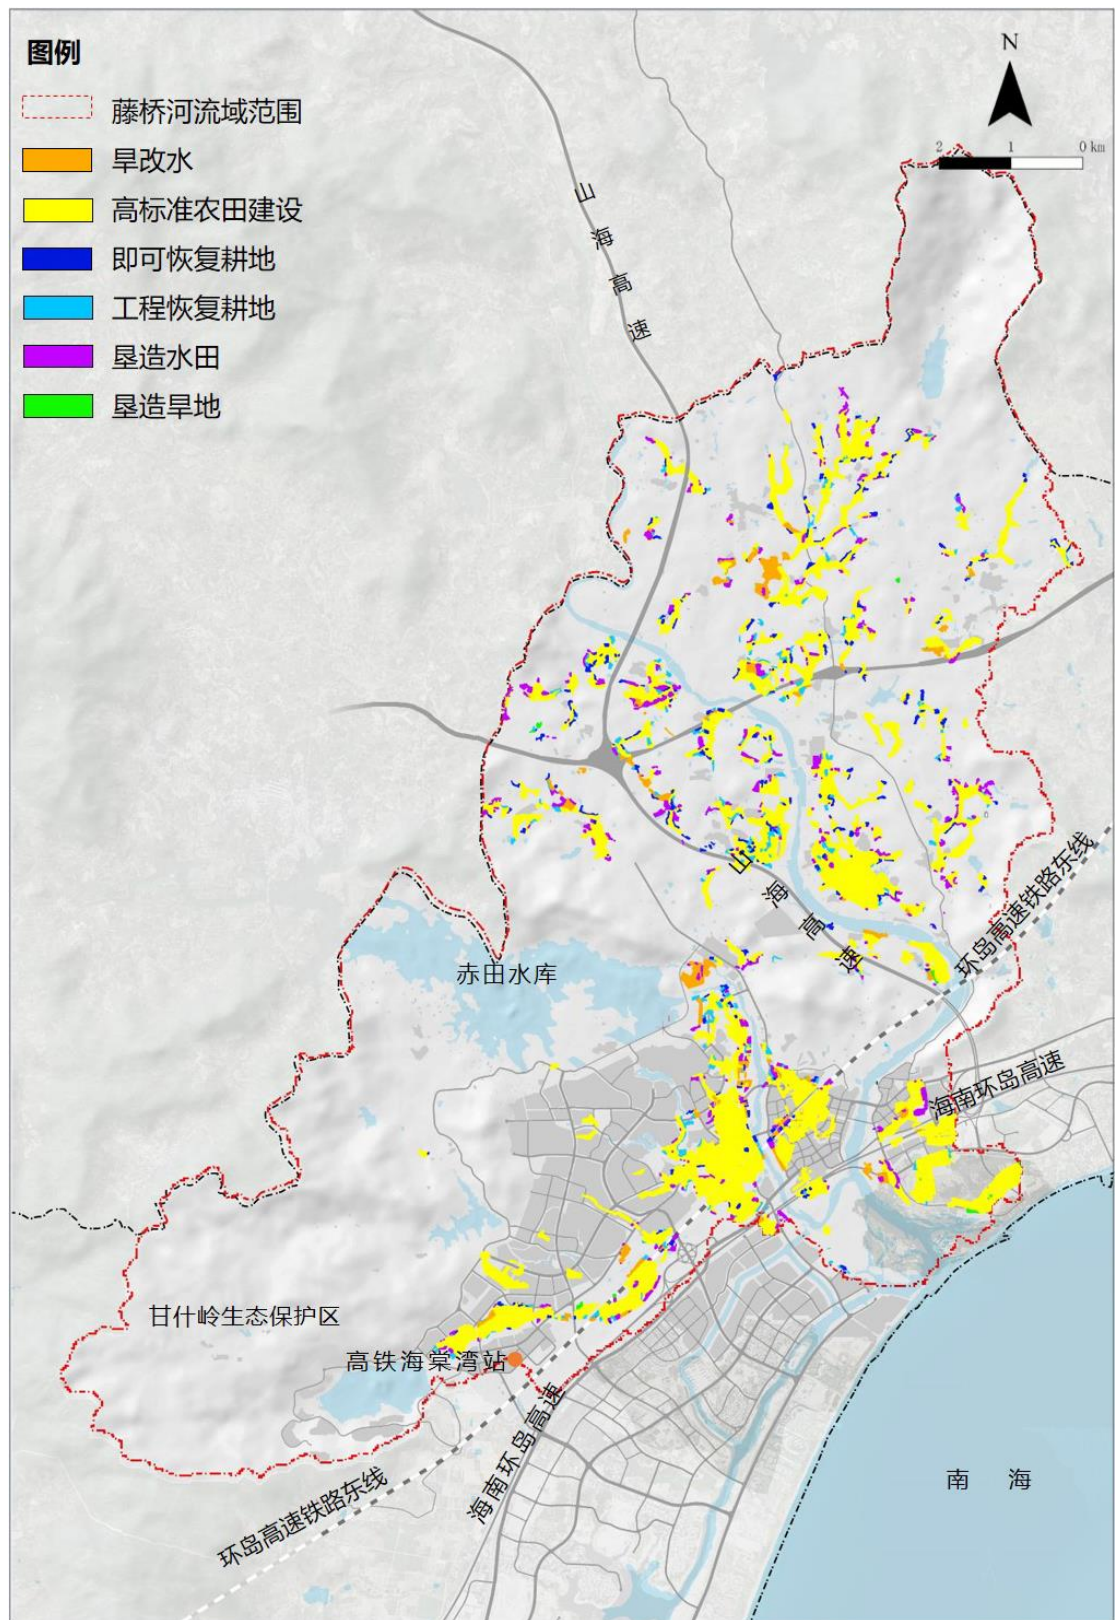 图例
藤桥河流域范围
旱改水
高标准农田建设
即可恢复耕地
工程恢复耕地
垦造水田
垦造旱地
N
2 1 0 km
山海高速
山海高速
环岛高速铁路东线
赤田水库
海南环岛高速
甘什岭生态保护区
高铁海棠湾站
海南环岛高速
环岛高速铁路东线
南 海